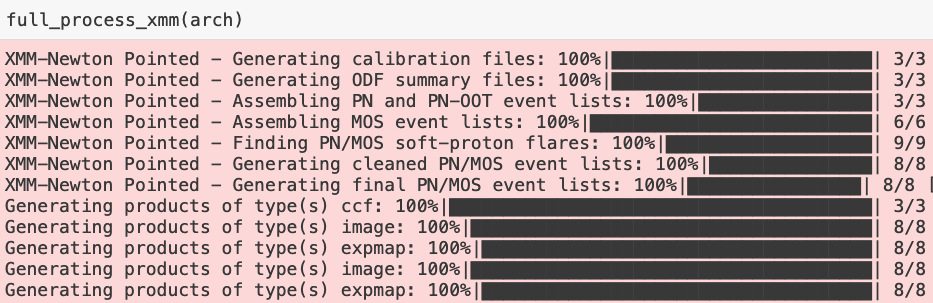 full_process_xmm(arch)
XMM-Newton Pointed - Generating calibration files: 100%|██████████| 3/3
XMM-Newton Pointed - Generating ODF summary files: 100%|██████████| 3/3
XMM-Newton Pointed - Assembling PN and PN-OOT event lists: 100%|██████████| 3/3
XMM-Newton Pointed - Assembling MOS event lists: 100%|██████████| 6/6
XMM-Newton Pointed - Finding PN/MOS soft-proton flares: 100%|██████████| 9/9
XMM-Newton Pointed - Generating cleaned PN/MOS event lists: 100%|██████████| 8/8
XMM-Newton Pointed - Generating final PN/MOS event lists: 100%|██████████| 8/8 [
Generating products of type(s) ccf: 100%|██████████| 3/3
Generating products of type(s) image: 100%|██████████| 8/8
Generating products of type(s) expmap: 100%|██████████| 8/8
Generating products of type(s) image: 100%|██████████| 8/8
Generating products of type(s) expmap: 100%|██████████| 8/8